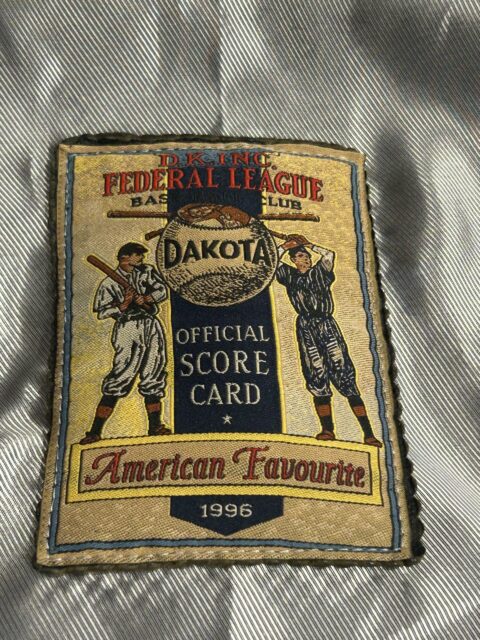 D.K. INC.
FEDERAL LEAGUE
BAS CLUB
DAKOTA
OFFICIAL
SCORE
CARD
American Favourite
1996